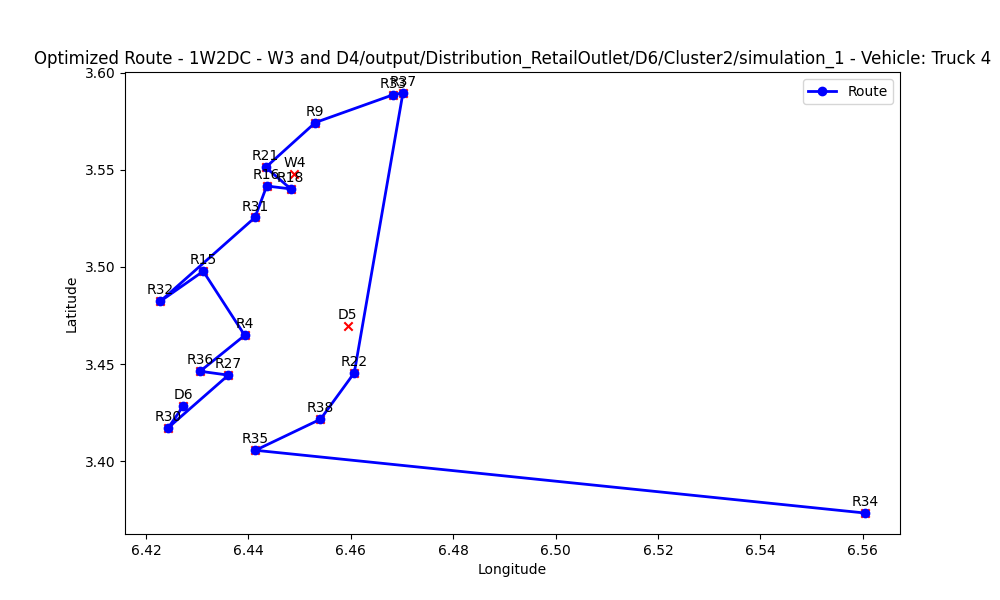 Optimized Route - 1W2DC - W3 and D4/output/Distribution_RetailOutlet/D6/Cluster2/simulation_1 - Vehicle: Truck 4
Route
3.60
3.55
3.50
3.45
3.40
Latitude
R33
R37
R9
R21
W4
R16
R18
R31
R15
R32
D5
R4
R36
R27
R22
D6
R30
R38
R35
R34
6.42
6.44
6.46
6.48
6.50
6.52
6.54
6.56
Longitude